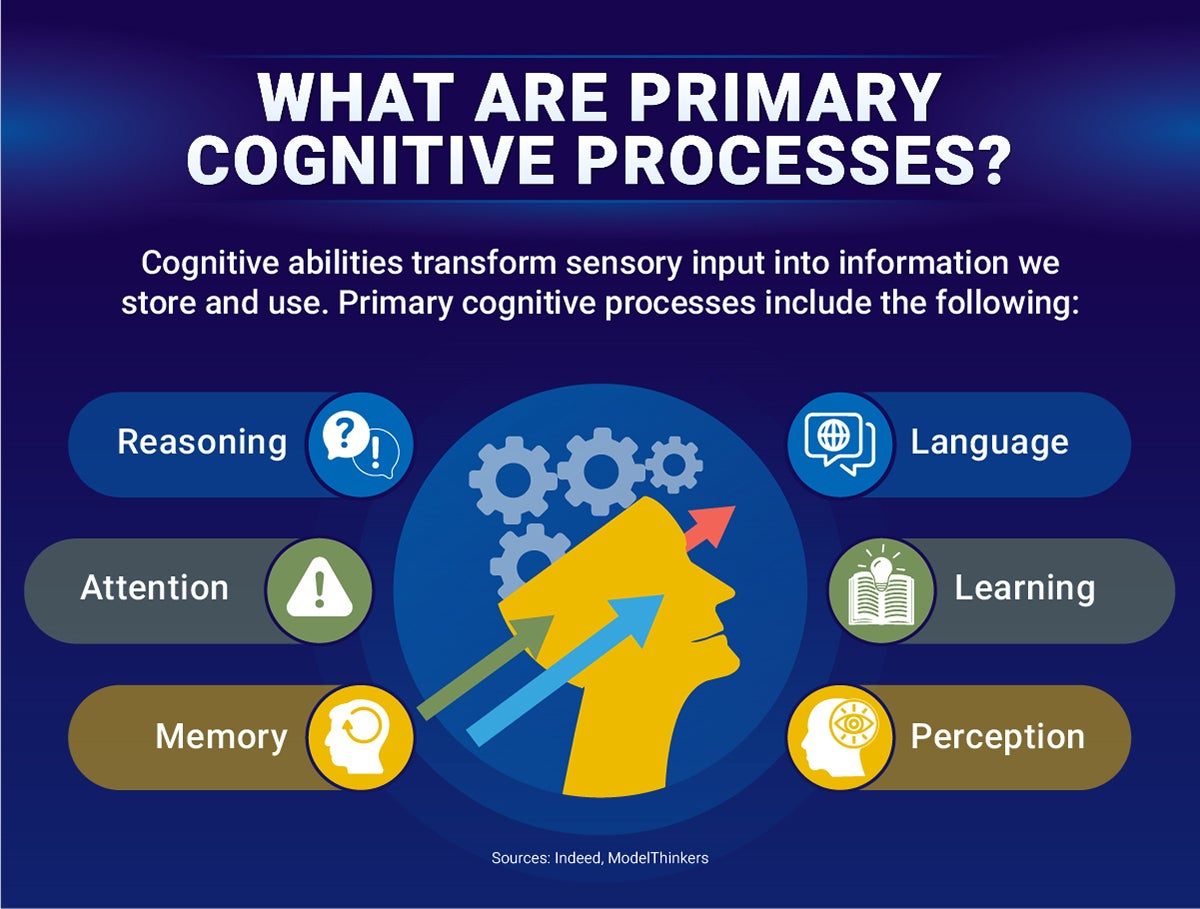 WHAT ARE PRIMARY
COGNITIVE PROCESSES?
Cognitive abilities transform sensory input into information we
store and use. Primary cognitive processes include the following:
Reasoning
?
!
Attention
!
Memory
Language
Learning
Perception
Sources: Indeed, ModelThinkers